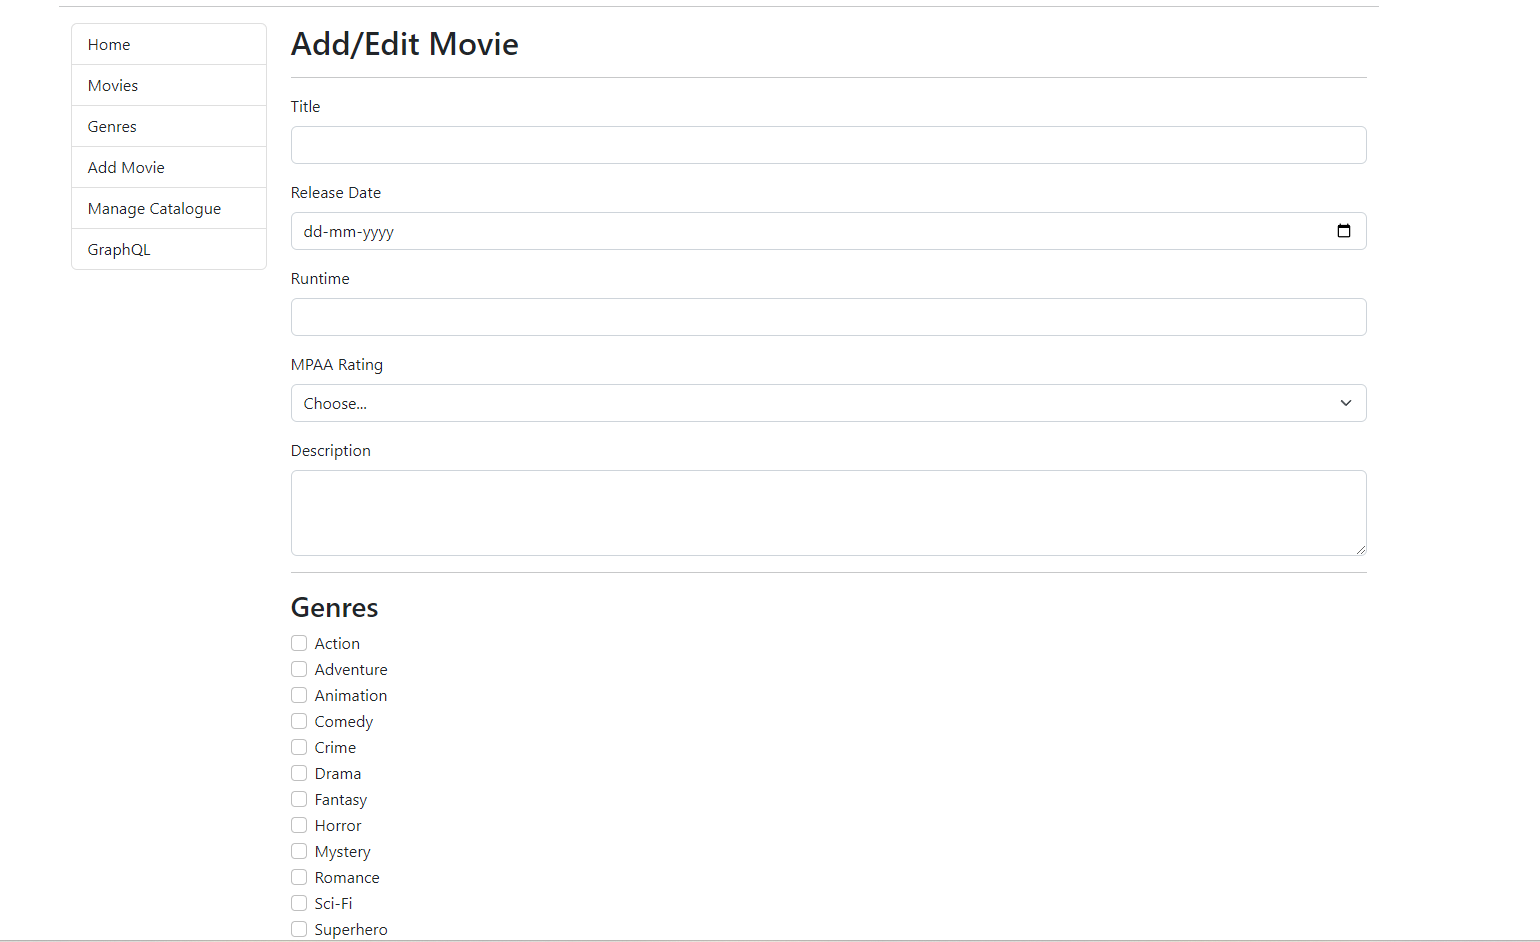 Home
Movies
Genres
Add Movie
Manage Catalogue
GraphQL
Add/Edit Movie
Title
Release Date
dd-mm-yyyy
Runtime
MPAA Rating
Choose...
Description
Genres
Action
Adventure
Animation
Comedy
Crime
Drama
Fantasy
Horror
Mystery
Romance
Sci-Fi
Superhero